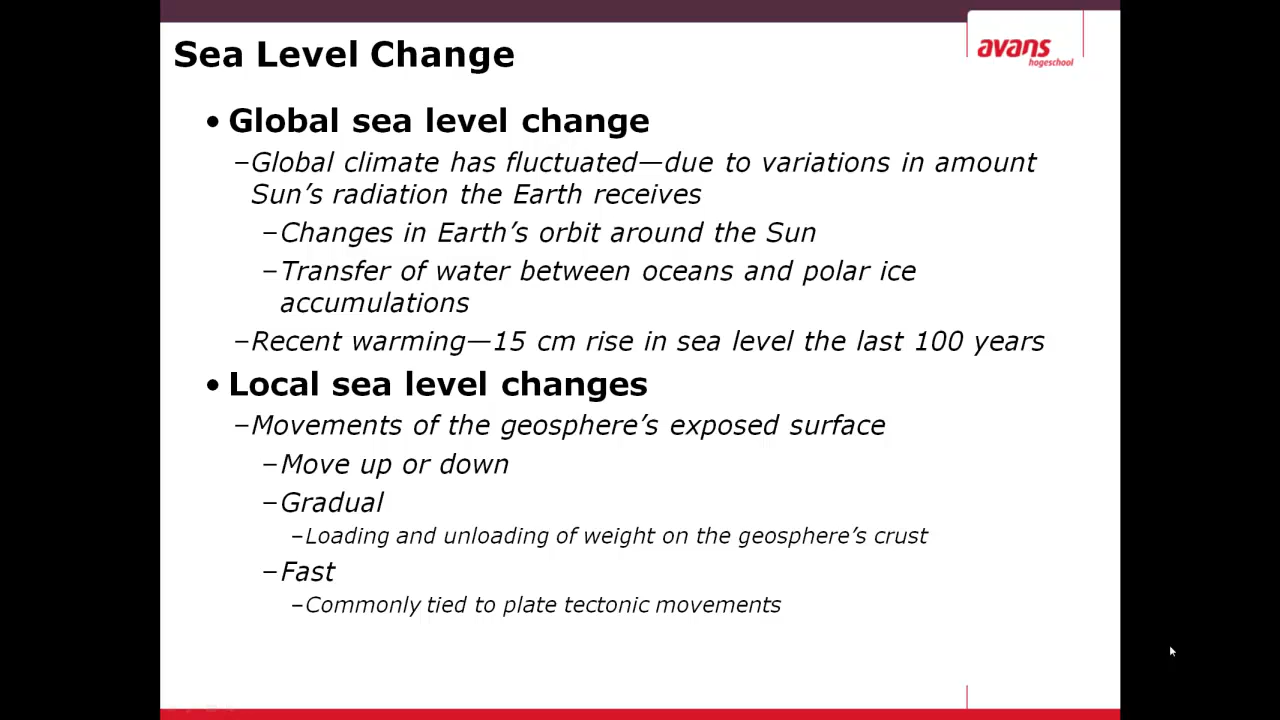 Sea Level Change
avans
hogeschool
• Global sea level change
–Global climate has fluctuated—due to variations in amount
Sun’s radiation the Earth receives
–Changes in Earth’s orbit around the Sun
–Transfer of water between oceans and polar ice
accumulations
–Recent warming—15 cm rise in sea level the last 100 years
• Local sea level changes
–Movements of the geosphere’s exposed surface
–Move up or down
–Gradual
–Loading and unloading of weight on the geosphere’s crust
–Fast
–Commonly tied to plate tectonic movements